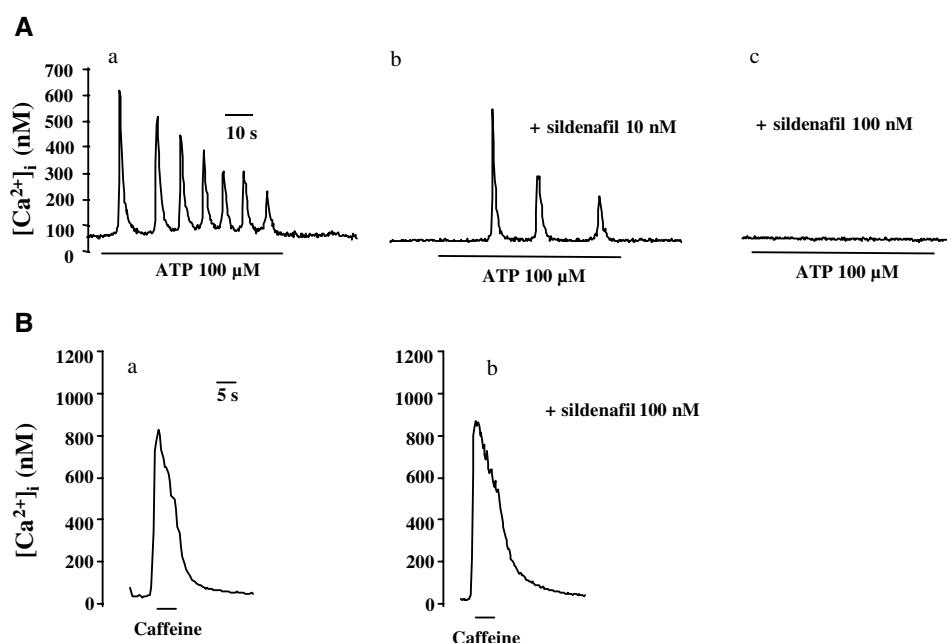 A
a
b
c
700
600
500
400
300
200
100
0
[Ca²⁺]ᵢ (nM)
10 s
+ sildenafil 10 nM
+ sildenafil 100 nM
ATP 100 µM
ATP 100 µM
ATP 100 µM
B
a
b
1200
1000
800
600
400
200
0
[Ca²⁺]ᵢ (nM)
5 s
1200
1000
800
600
400
200
0
+ sildenafil 100 nM
Caffeine
Caffeine